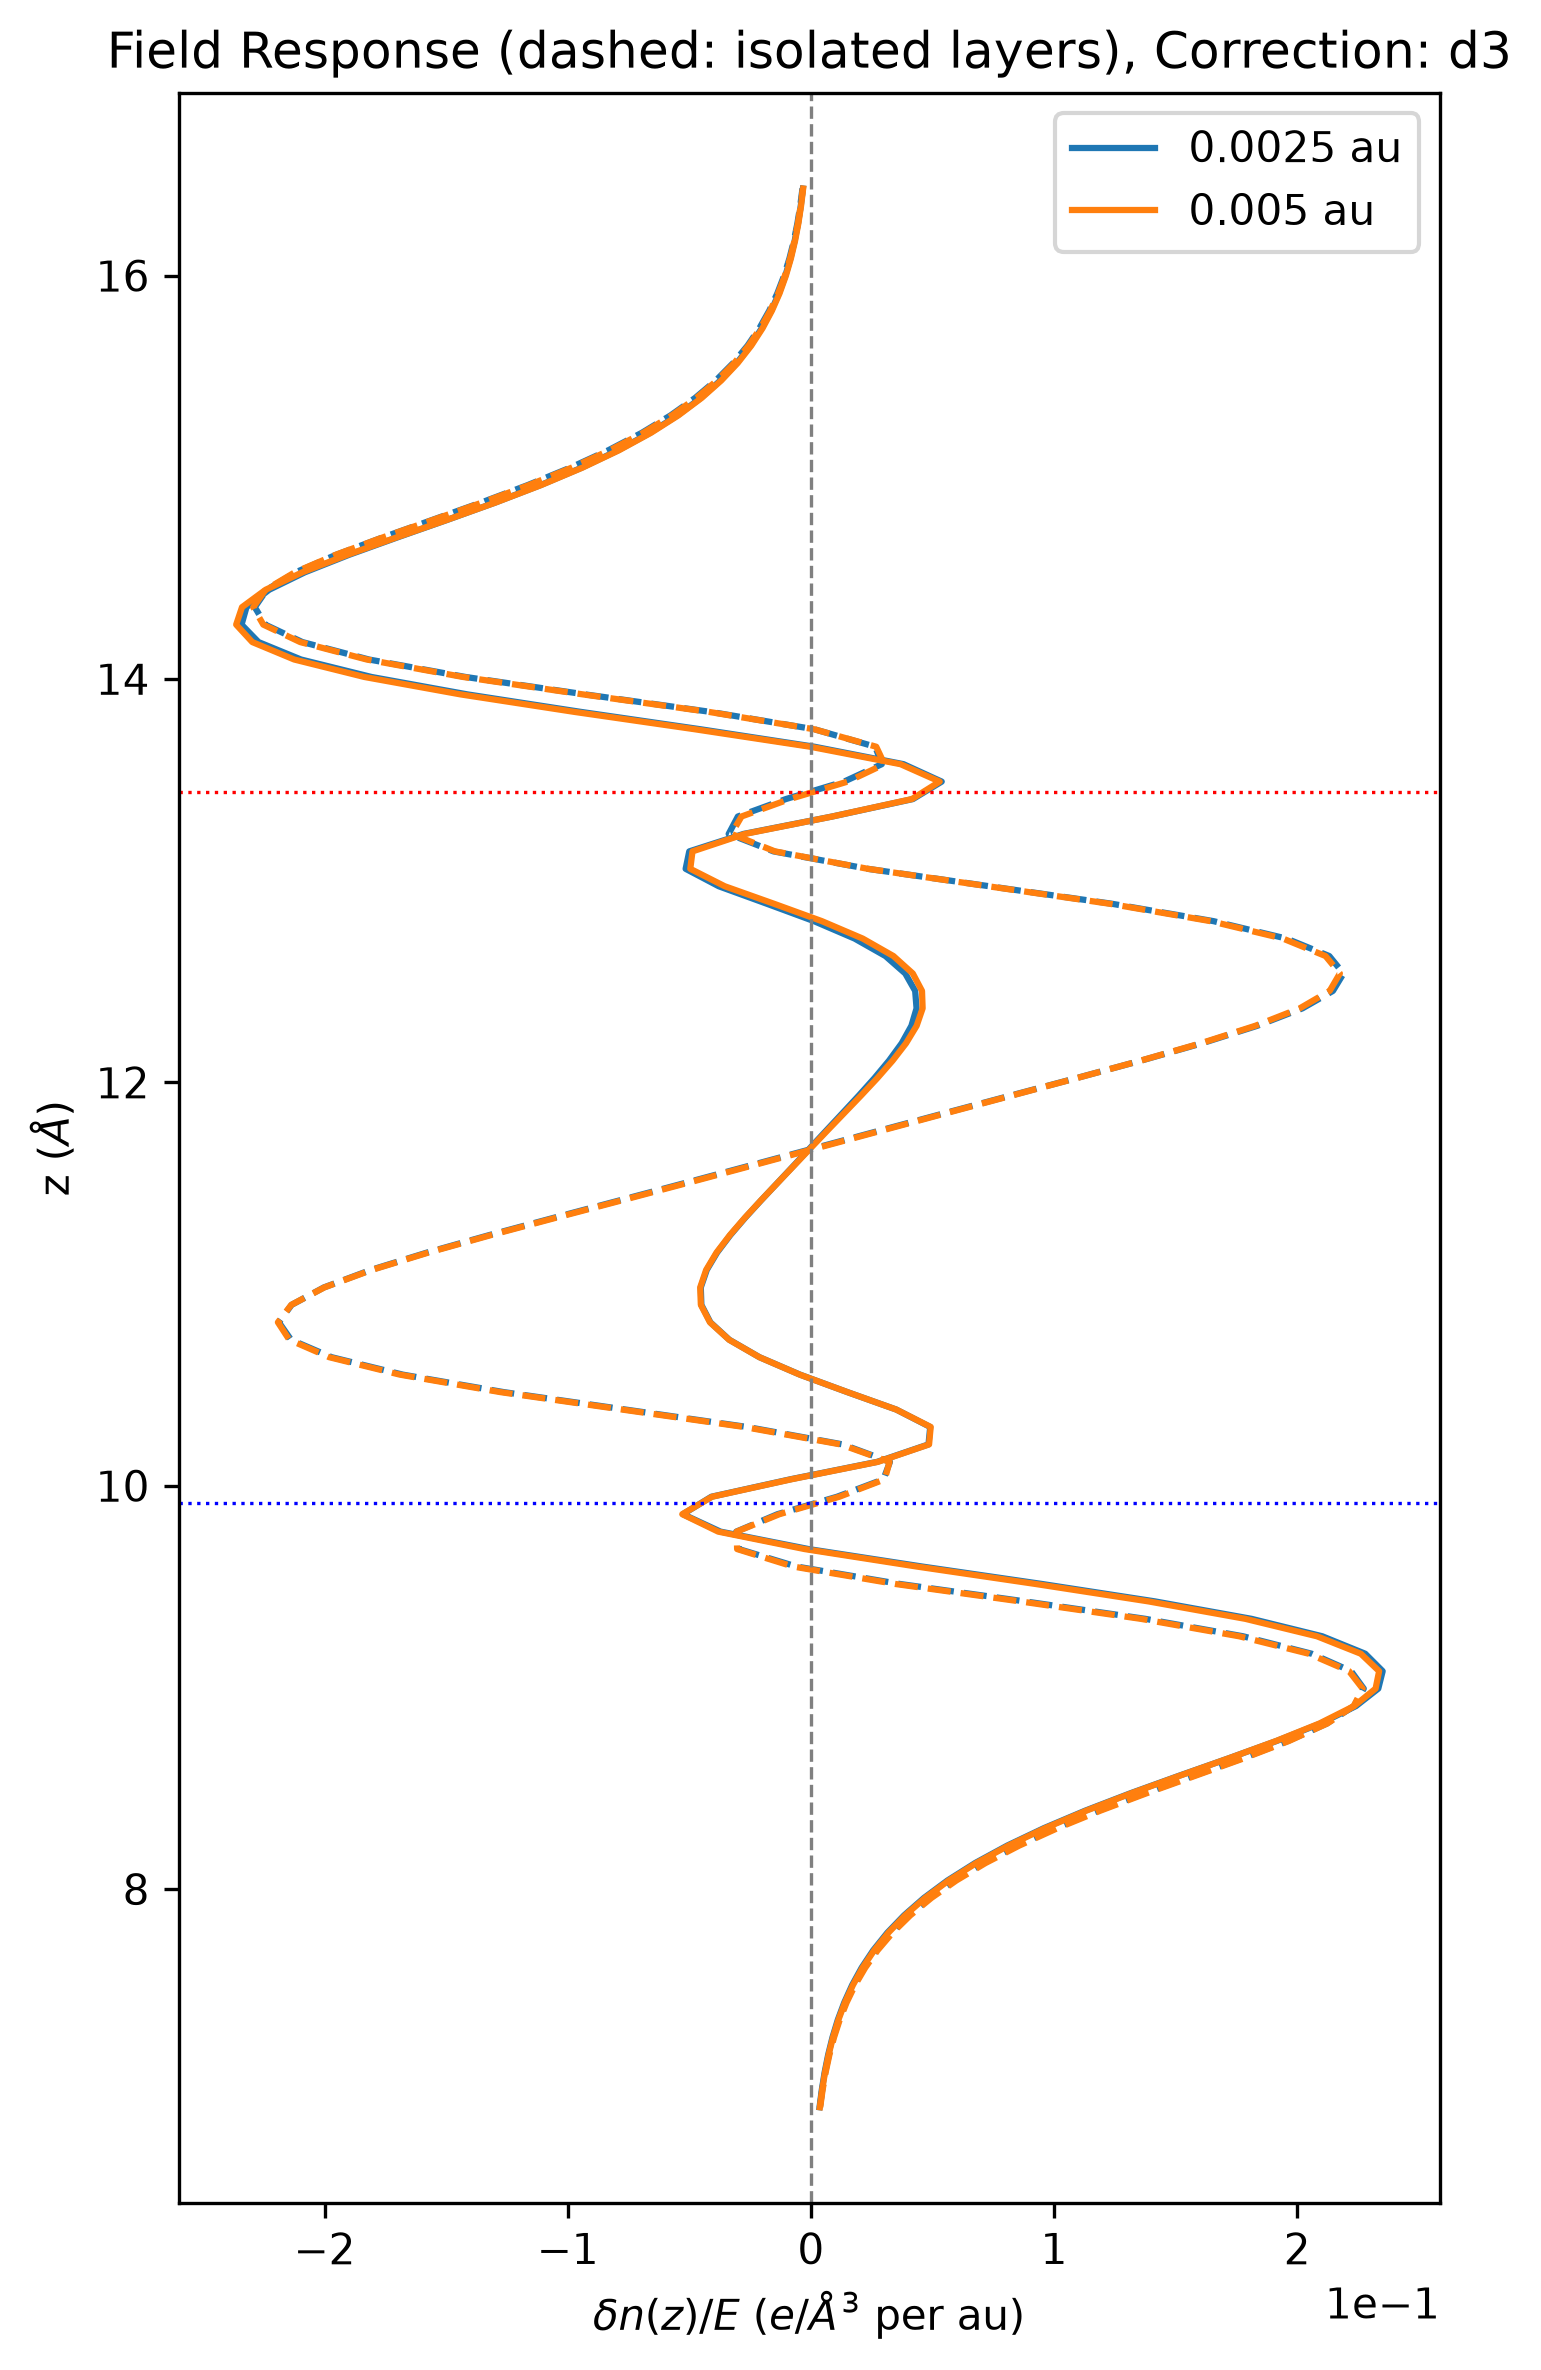 Field Response (dashed: isolated layers), Correction: d3
0.0025 au
0.005 au
16
14
12
10
8
z (Å)
−2 −1 0 1 2
1e−1
δn(z)/E (e/Å³ per au)